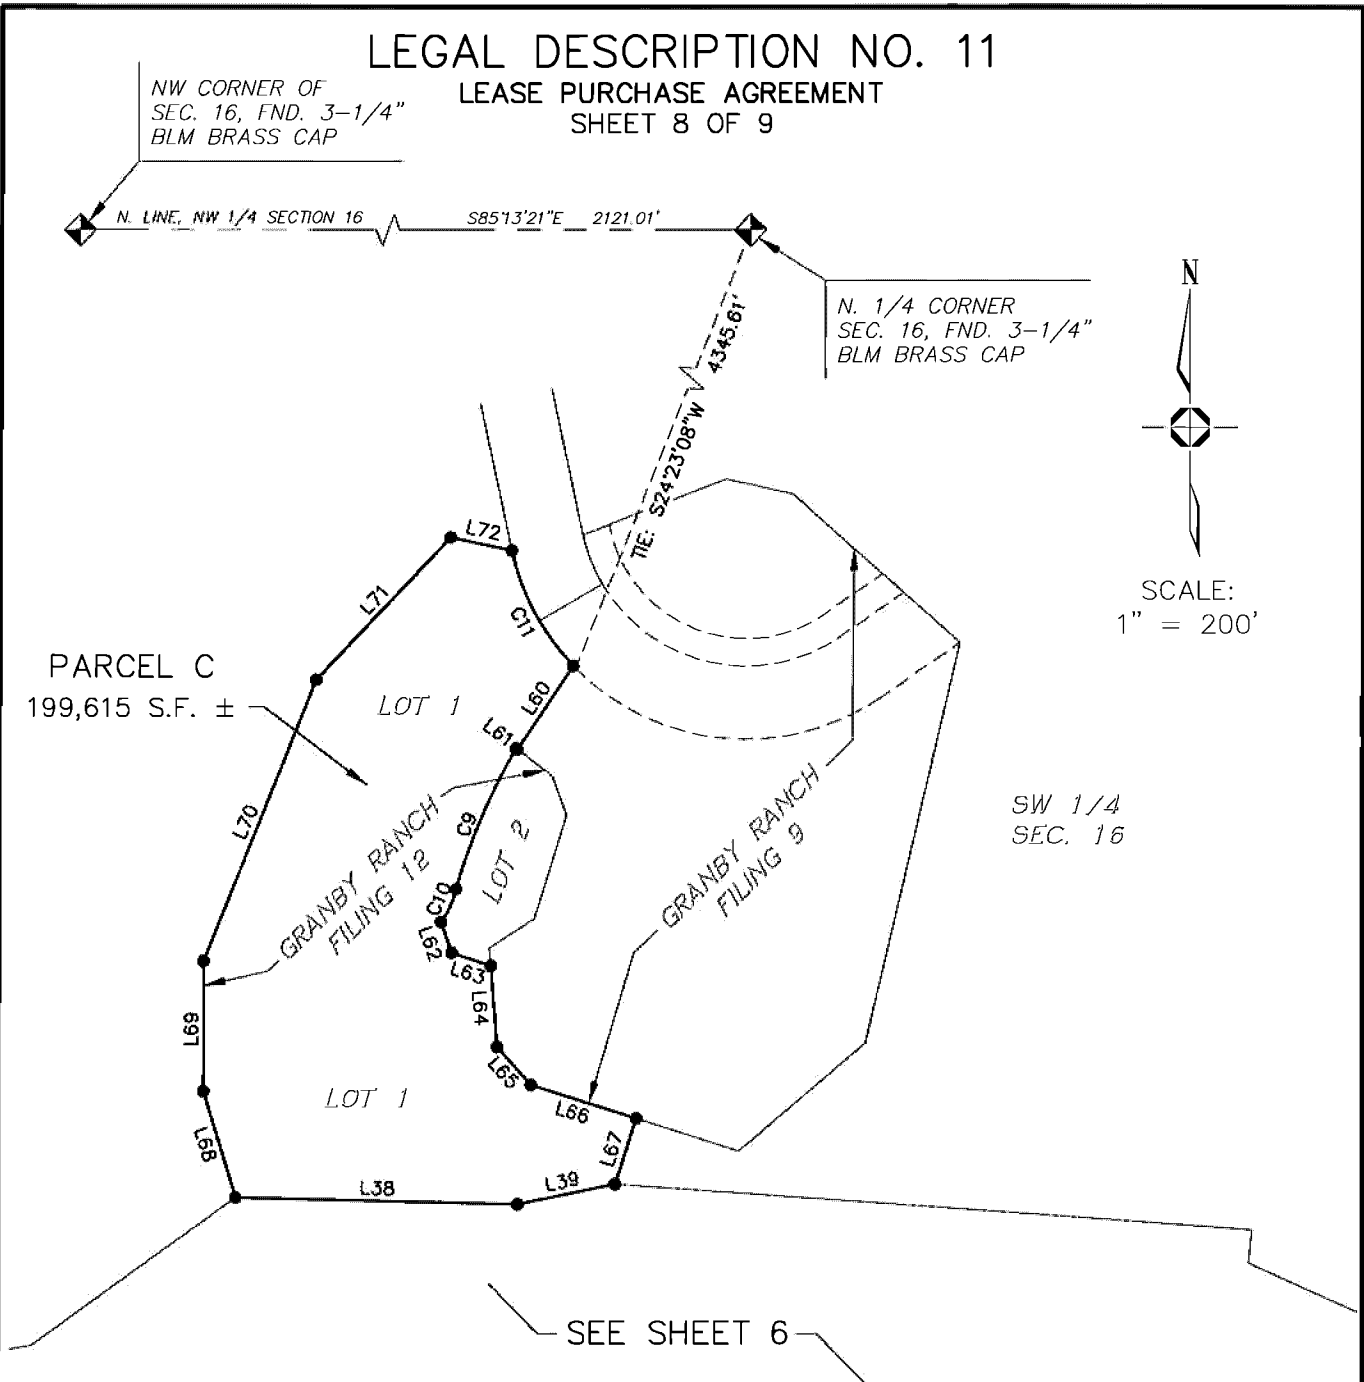 LEGAL DESCRIPTION NO. 11
LEASE PURCHASE AGREEMENT
SHEET 8 OF 9
NW CORNER OF
SEC. 16, FND. 3-1/4"
BLM BRASS CAP
N. LINE, NW 1/4 SECTION 16
S85°13'21"E 2121.01'
N. 1/4 CORNER
SEC. 16, FND. 3-1/4"
BLM BRASS CAP
N
SCALE:
1" = 200'
TIE: S24°23'08"W 4345.61'
L72
L71
C11
PARCEL C
199,615 S.F. ±
LOT 1
L60
L61
L70
C9
LOT 2
C10
GRANBY RANCH
FILING 12
GRANBY RANCH
FILING 9
SW 1/4
SEC. 16
L62
L63
L64
L69
L65
LOT 1
L66
L67
L68
L38
L39
SEE SHEET 6